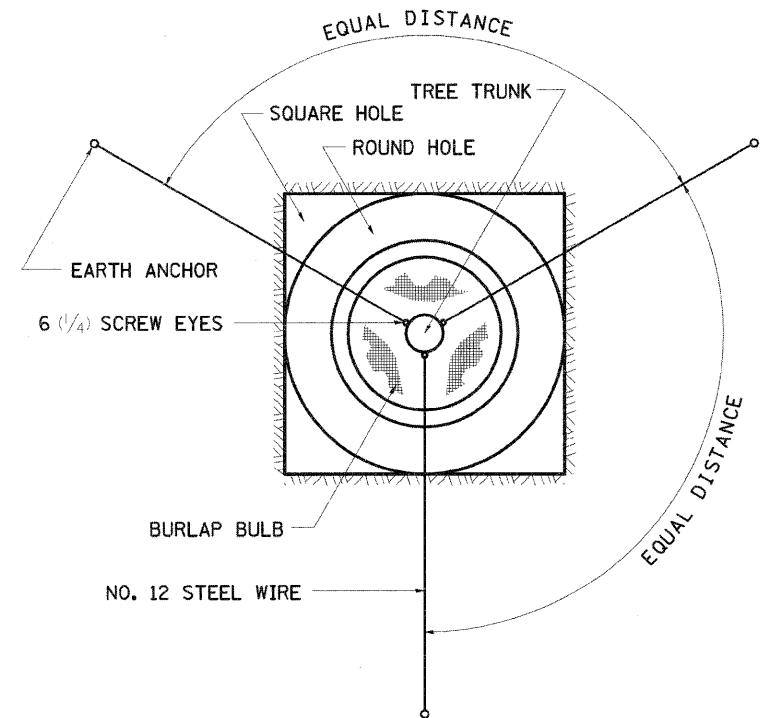 EQUAL DISTANCE
TREE TRUNK
SQUARE HOLE
ROUND HOLE
EARTH ANCHOR
6 (1/4) SCREW EYES
EQUAL DISTANCE
BURLAP BULB
NO. 12 STEEL WIRE